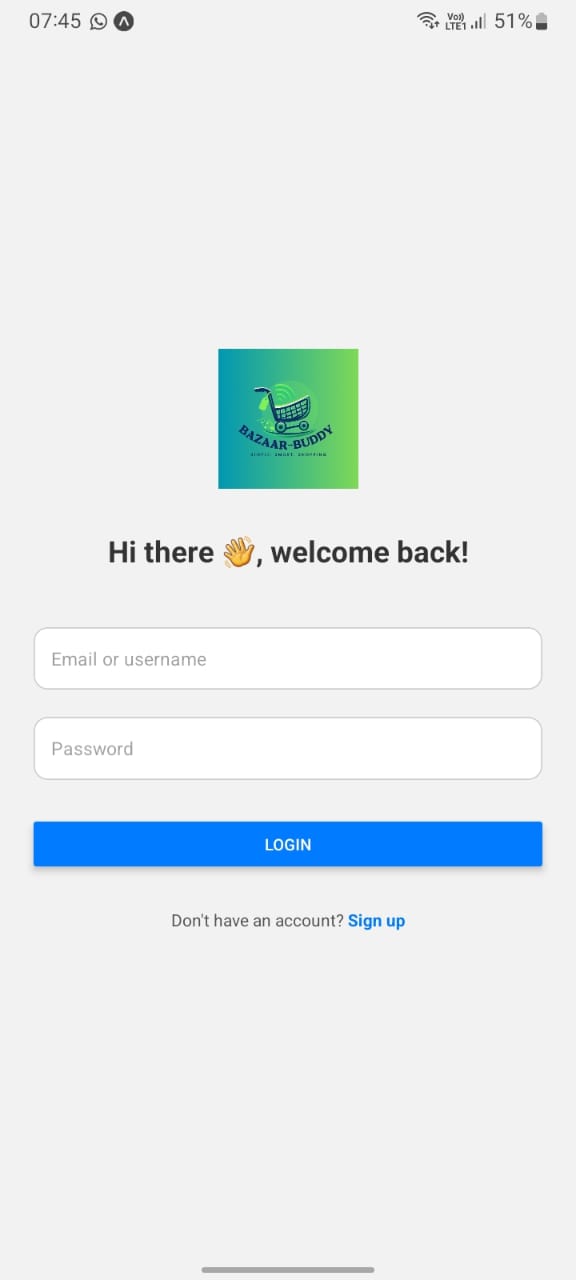 07:45
Vo))
LTE1
51%
BAZAAR-BUDDY
SIMPLE. SMART. SHOPPING
Hi there 👋, welcome back!
Email or username
Password
LOGIN
Don't have an account? Sign up